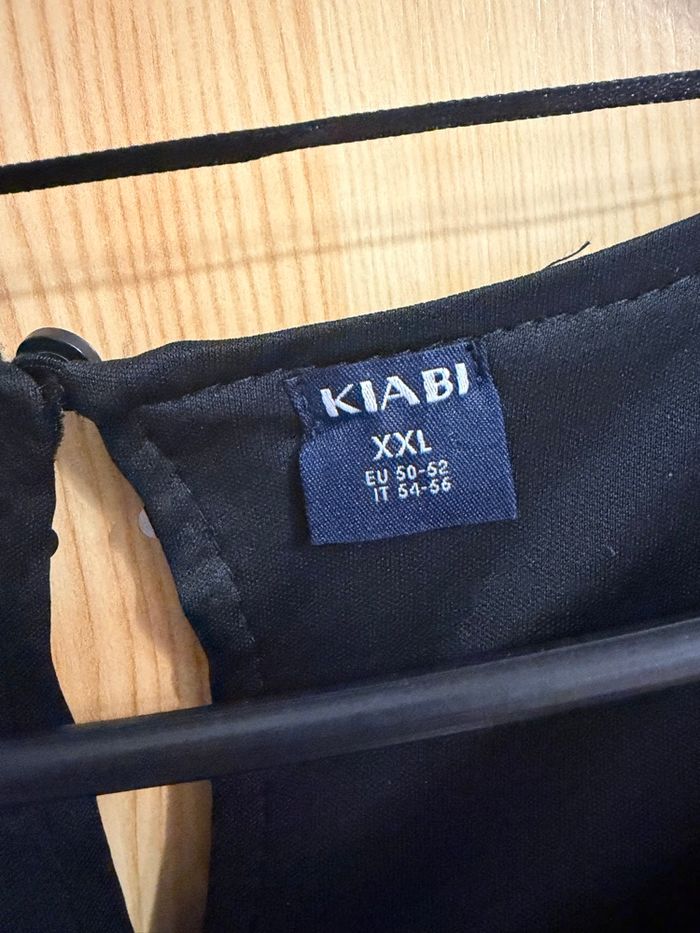 KIABI
XXL
EU 50-52
IT 54-56